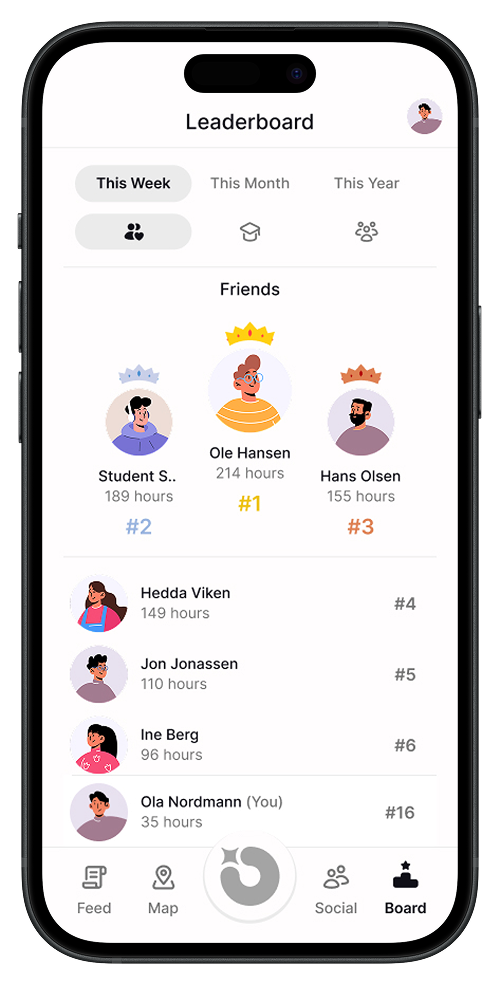 Leaderboard
This Week This Month This Year
Friends
Ole Hansen
214 hours
#1
Student S..
189 hours
#2
Hans Olsen
155 hours
#3
Hedda Viken
149 hours
#4
Jon Jonassen
110 hours
#5
Ine Berg
96 hours
#6
Ola Nordmann (You)
35 hours
#16
Feed Map Social Board